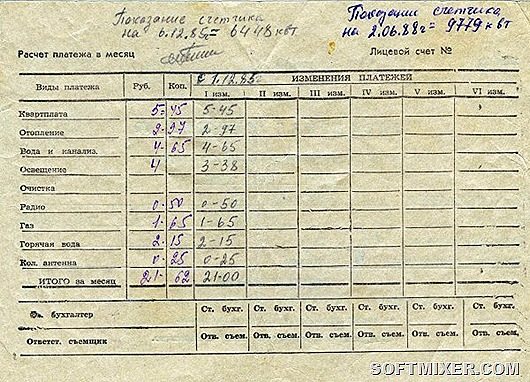 Показание счетчика
на 6.12.85г = 6448 квт
Показание счетчика
на 2.06.88г = 9779 квт
Расчет платежа в месяц
Лицевой счет №
Виды платежа Руб. Коп. с 1.12.85г ИЗМЕНЕНИЯ ПЛАТЕЖЕЙ
I изм. II изм. III изм. IV изм. V изм. VI изм.
Квартплата 5- 45 5-45
Отопление 2- 97 2-97
Вода и канализ. 4- 65 4-65
Освещение 4 3-38
Очистка
Радио 0- 50 0-50
Газ 1- 65 1-65
Горячая вода 2- 15 2-15
Кол. антенна 0- 25 0-25
ИТОГО за месяц 21- 62 21-00
бухгалтер Ст. бухг. Ст. бухг. Ст. бухг. Ст. бухг. Ст. бухг. Ст. бухг.
Ответст. съемщик Отв. съем. Отв. съем. Отв. съем. Отв. съем. Отв. съем. Отв. съем.
SOFTMIXER.COM